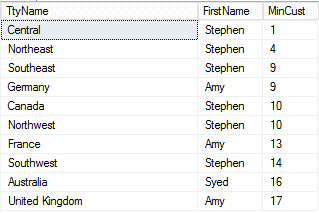 TtyName FirstName MinCust
Central Stephen 1
Northeast Stephen 4
Southeast Stephen 9
Germany Amy 9
Canada Stephen 10
Northwest Stephen 10
France Amy 13
Southwest Stephen 14
Australia Syed 16
United Kingdom Amy 17